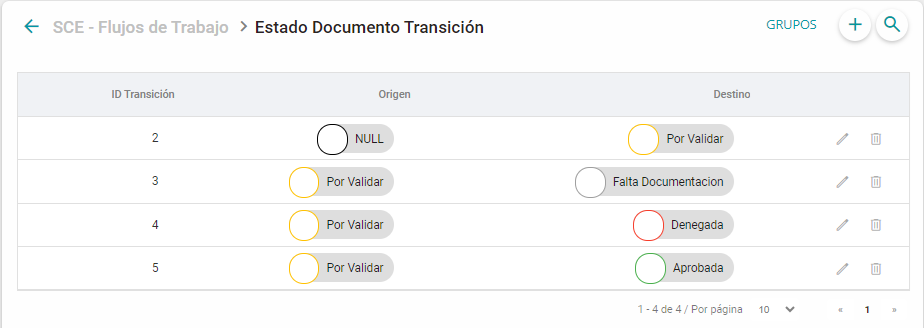 SCE - Flujos de Trabajo > Estado Documento Transición
GRUPOS
ID Transición Origen Destino
2 NULL Por Validar
3 Por Validar Falta Documentacion
4 Por Validar Denegada
5 Por Validar Aprobada
1 - 4 de 4 / Por página 10 « 1 »